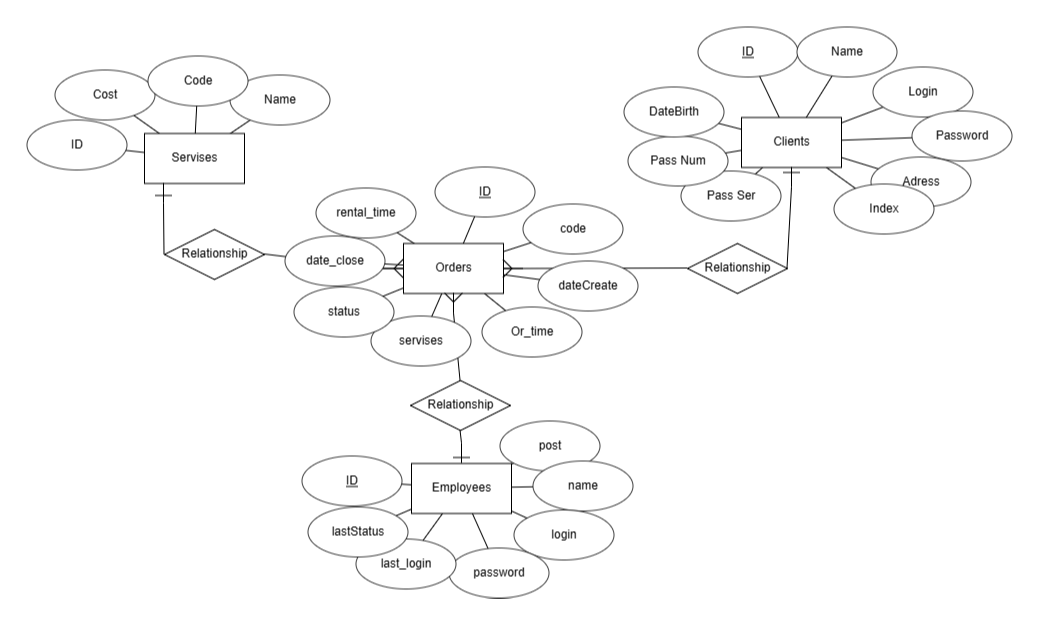 ID
Name
Code
Cost
Name
Login
DateBirth
Password
Clients
ID
Servises
Pass Num
Adress
Pass Ser
ID
Index
rental_time
code
Relationship
date_close
Orders
Relationship
dateCreate
status
Or_time
servises
Relationship
post
ID
Employees
name
lastStatus
login
last_login
password